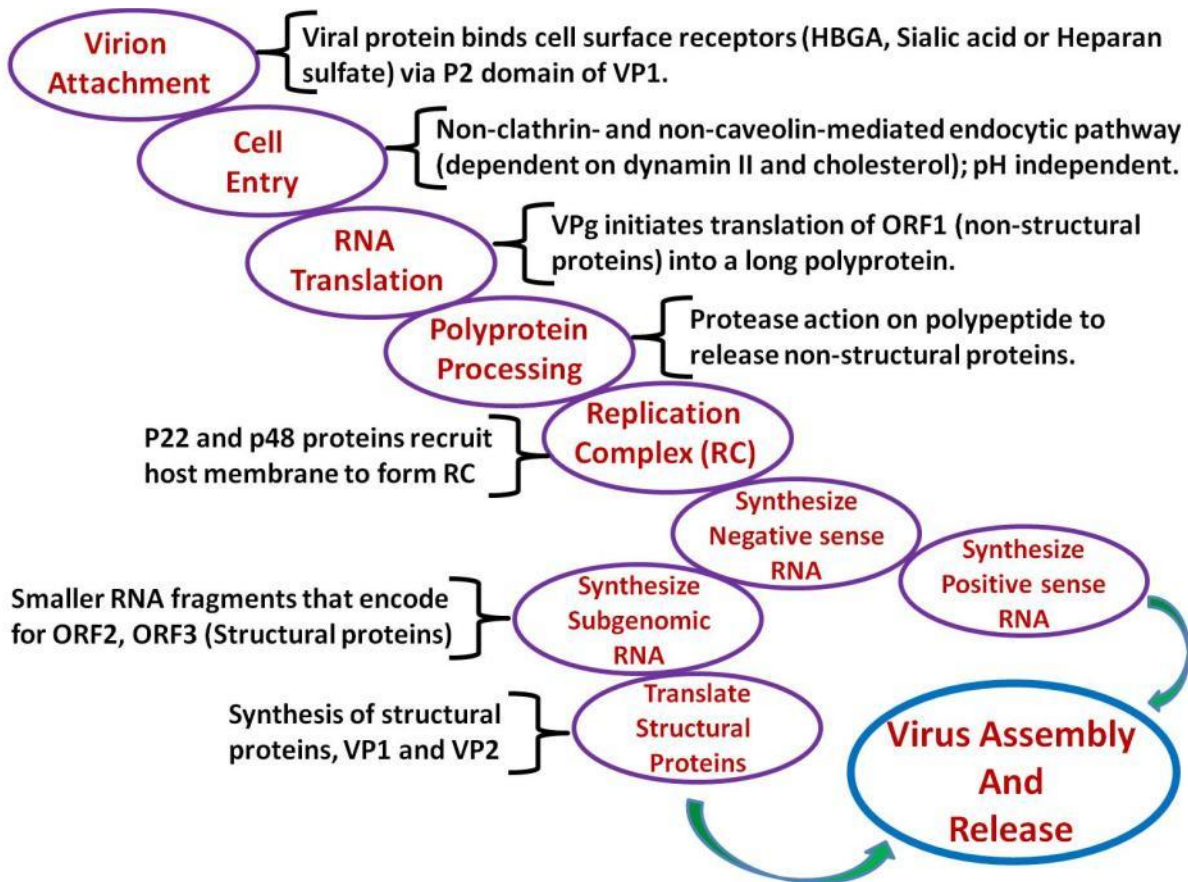 Virion
Attachment
Viral protein binds cell surface receptors (HBGA, Sialic acid or Heparan
sulfate) via P2 domain of VP1.
Cell
Entry
Non-clathrin- and non-caveolin-mediated endocytic pathway
(dependent on dynamin II and cholesterol); pH independent.
RNA
Translation
VPg initiates translation of ORF1 (non-structural
proteins) into a long polyprotein.
Polyprotein
Processing
Protease action on polypeptide to
release non-structural proteins.
Replication
Complex (RC)
P22 and p48 proteins recruit
host membrane to form RC
Synthesize
Negative sense
RNA
Synthesize
Positive sense
RNA
Synthesize
Subgenomic
RNA
Smaller RNA fragments that encode
for ORF2, ORF3 (Structural proteins)
Translate
Structural
Proteins
Synthesis of structural
proteins, VP1 and VP2
Virus Assembly
And
Release